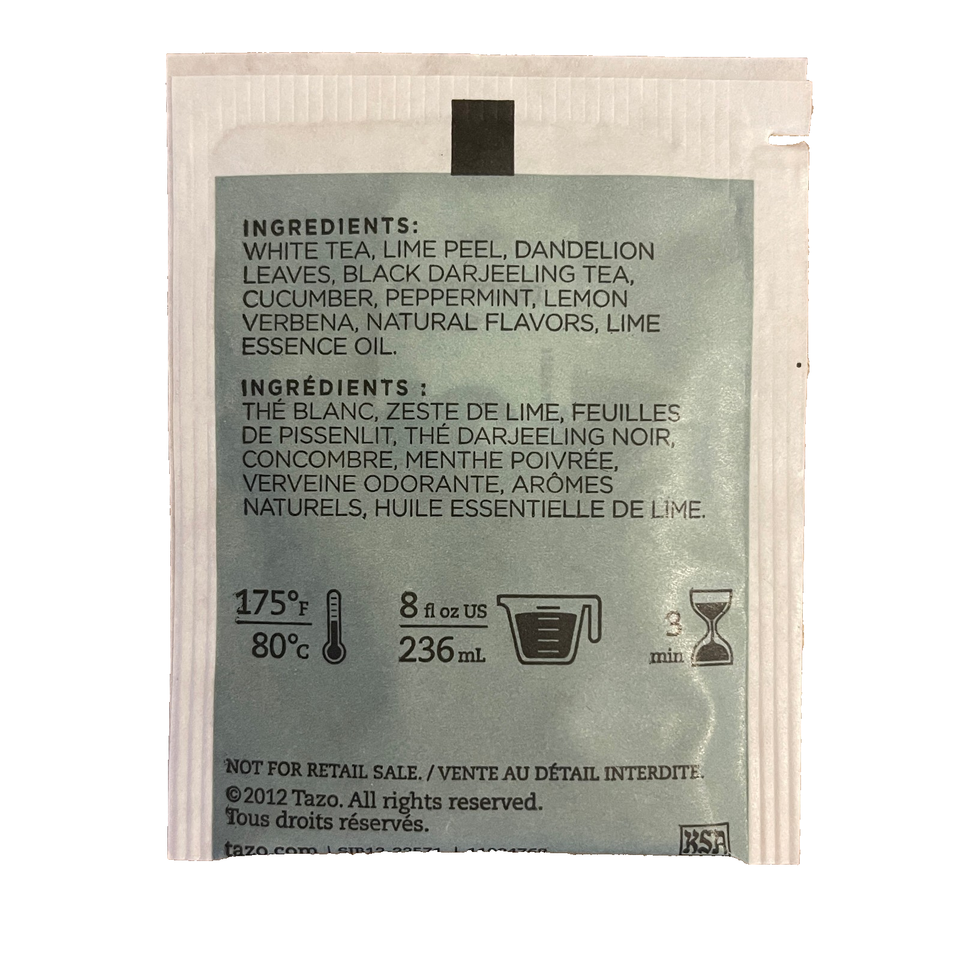 INGREDIENTS:
WHITE TEA, LIME PEEL, DANDELION
LEAVES, BLACK DARJEELING TEA,
CUCUMBER, PEPPERMINT, LEMON
VERBENA, NATURAL FLAVORS, LIME
ESSENCE OIL.
INGRÉDIENTS :
THÉ BLANC, ZESTE DE LIME, FEUILLES
DE PISSENLIT, THÉ DARJEELING NOIR,
CONCOMBRE, MENTHE POIVRÉE,
VERVEINE ODORANTE, ARÔMES
NATURELS, HUILE ESSENTIELLE DE LIME.
175°F
80°C
8 fl oz US
236 mL
3
min
NOT FOR RETAIL SALE. / VENTE AU DÉTAIL INTERDITE.
©2012 Tazo. All rights reserved.
Tous droits réservés.
tazo.com
KSA